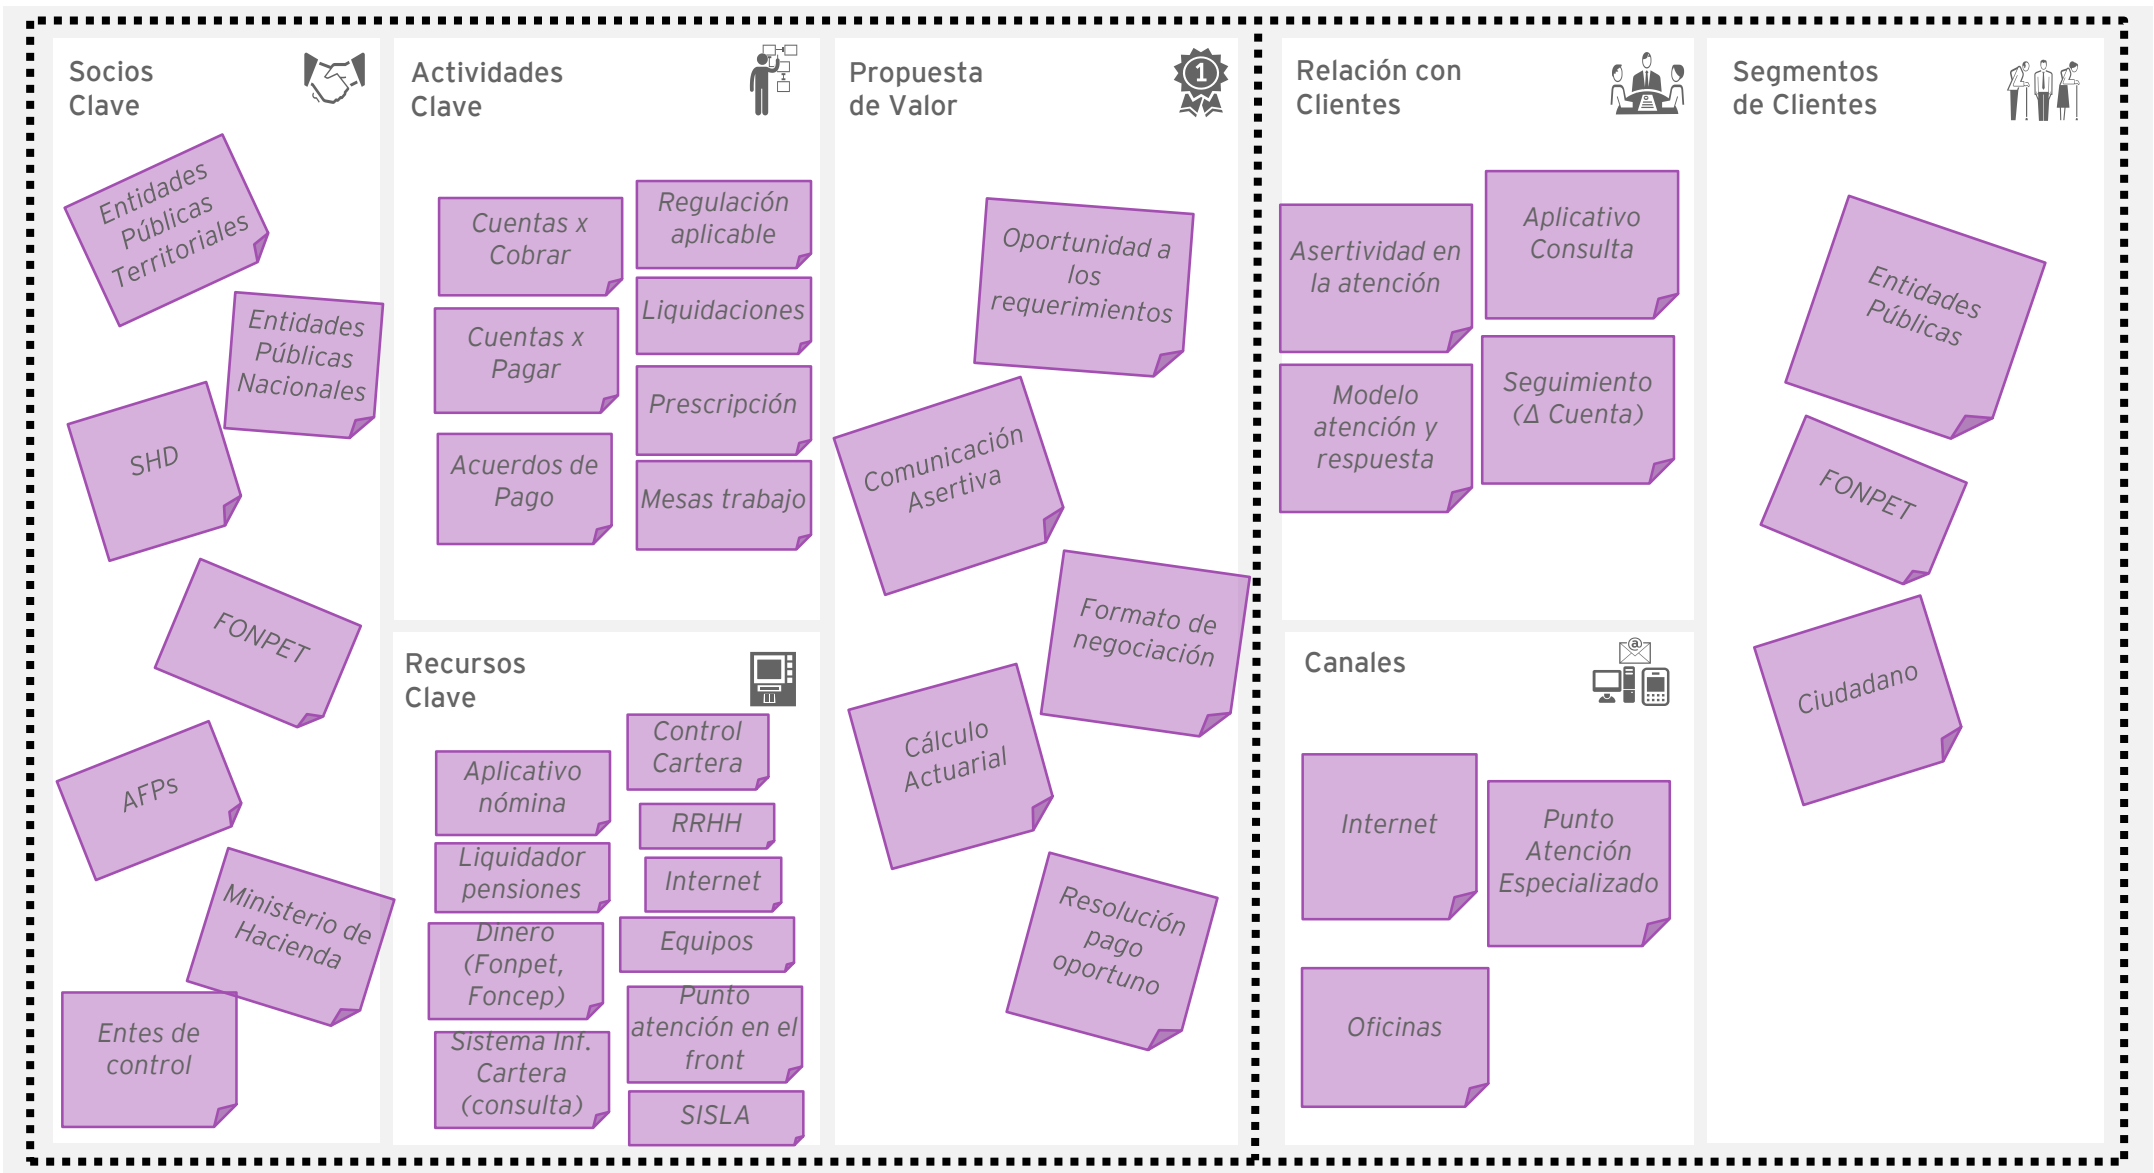 Socios
Clave
Entidades
Públicas
Territoriales
Entidades
Públicas
Nacionales
SHD
FONPET
AFPs
Ministerio de
Hacienda
Entes de
control
Actividades
Clave
Cuentas x
Cobrar
Regulación
aplicable
Liquidaciones
Cuentas x
Pagar
Prescripción
Acuerdos de
Pago
Mesas trabajo
Recursos
Clave
Control
Cartera
Aplicativo
nómina
RRHH
Liquidador
pensiones
Internet
Dinero
(Fonpet,
Foncep)
Equipos
Punto
atención en el
front
Sistema Inf.
Cartera
(consulta)
SISLA
Propuesta
de Valor
1
Oportunidad a
los
requerimientos
Comunicación
Asertiva
Formato de
negociación
Cálculo
Actuarial
Resolución
pago
oportuno
Relación con
Clientes
Asertividad en
la atención
Aplicativo
Consulta
Modelo
atención y
respuesta
Seguimiento
(Δ Cuenta)
Canales
@
Internet
Punto
Atención
Especializado
Oficinas
Segmentos
de Clientes
Entidades
Públicas
FONPET
Ciudadano